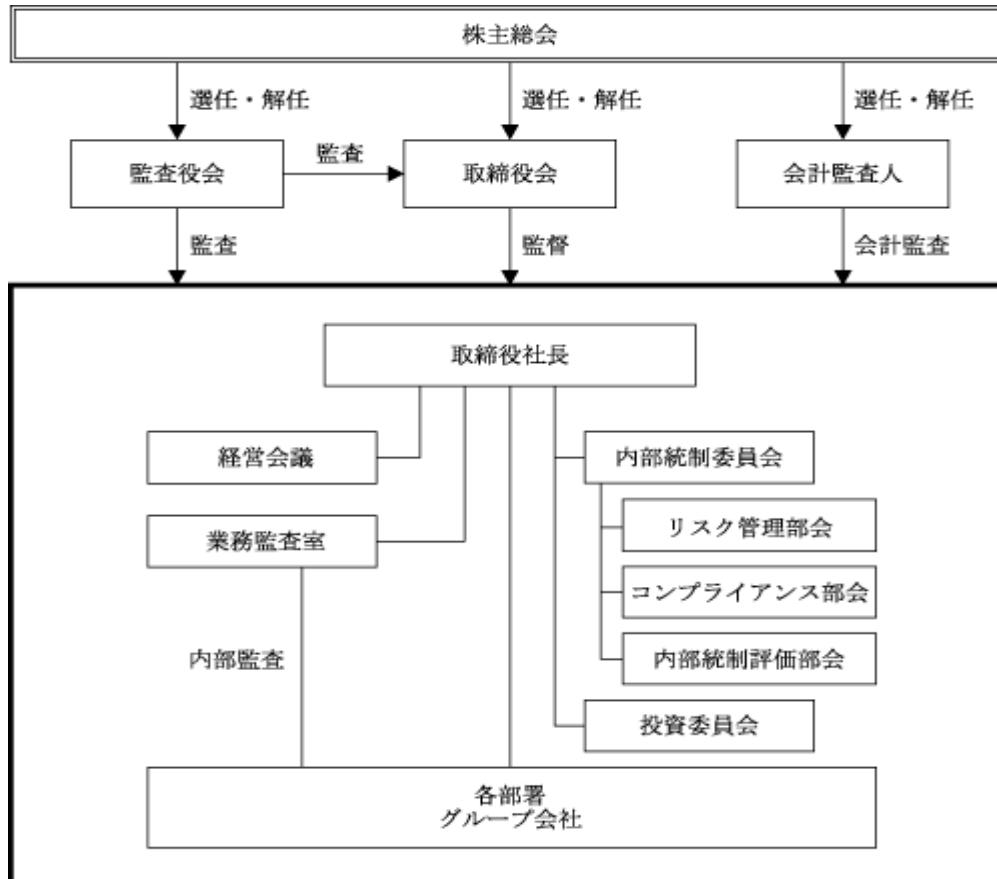 株主総会
選任・解任
選任・解任
選任・解任
監査役会
監査
取締役会
会計監査人
監査
監督
会計監査
取締役社長
経営会議
内部統制委員会
業務監査室
リスク管理部会
コンプライアンス部会
内部監査
内部統制評価部会
投資委員会
各部署
グループ会社